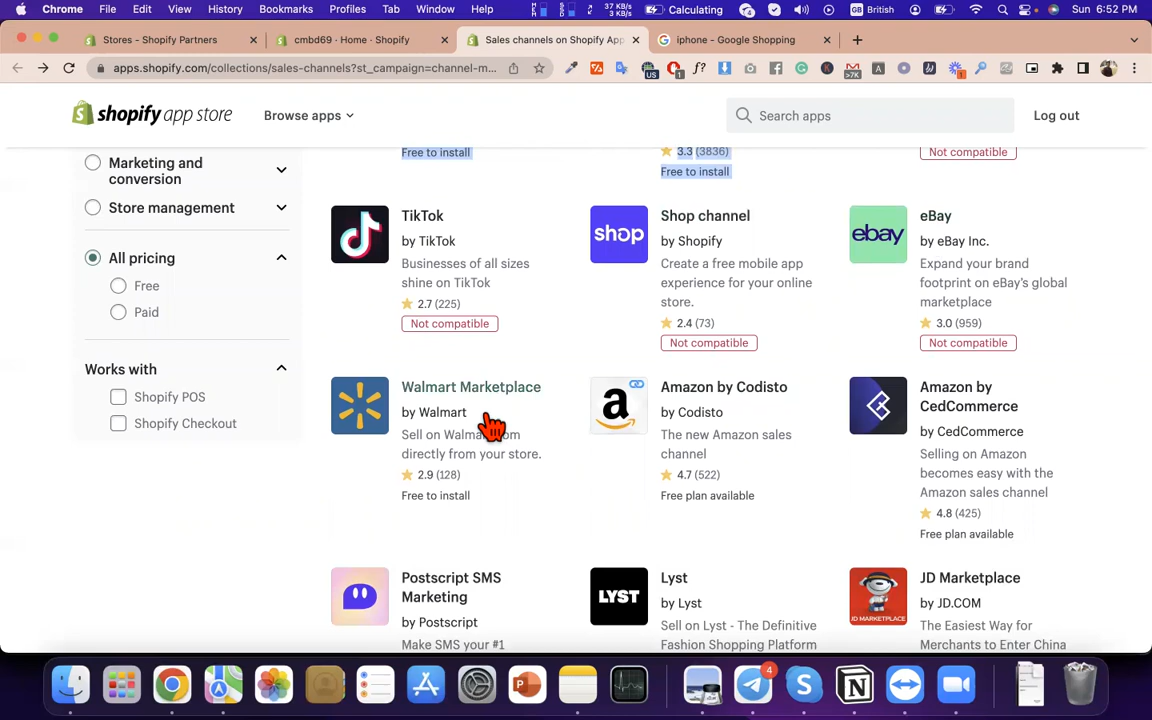 Chrome File Edit View History Bookmarks Profiles Tab Window Help 37 KB/s 3 KB/s Calculating British Sun 6:52 PM
Stores - Shopify Partners cmbd69 · Home · Shopify Sales channels on Shopify App iphone - Google Shopping
apps.shopify.com/collections/sales-channels?st_campaign=channel-m...
shopify app store Browse apps Search apps Log out
Marketing and
conversion
Store management
All pricing
Free
Paid
Works with
Shopify POS
Shopify Checkout
Free to install
3.3 (3836)
Free to install
Not compatible
TikTok
by TikTok
Businesses of all sizes
shine on TikTok
2.7 (225)
Not compatible
shop
Shop channel
by Shopify
Create a free mobile app
experience for your online
store.
2.4 (73)
Not compatible
ebay
eBay
by eBay Inc.
Expand your brand
footprint on eBay's global
marketplace
3.0 (959)
Not compatible
Walmart Marketplace
by Walmart
Sell on Walm om
directly from your store.
2.9 (128)
Free to install
Amazon by Codisto
by Codisto
The new Amazon sales
channel
4.7 (522)
Free plan available
Amazon by
CedCommerce
by CedCommerce
Selling on Amazon
becomes easy with the
Amazon sales channel
4.8 (425)
Free plan available
Postscript SMS
Marketing
by Postscript
Make SMS your #1
LYST
Lyst
by Lyst
Sell on Lyst - The Definitive
Fashion Shopping Platform
JD MARKETPLACE
JD Marketplace
by JD.COM
The Easiest Way for
Merchants to Enter China
4